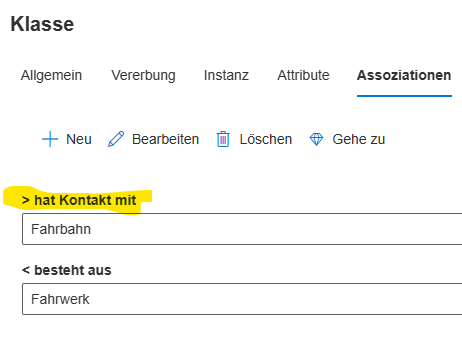 Klasse
Allgemein Vererbung Instanz Attribute Assoziationen
Neu Bearbeiten Löschen Gehe zu
> hat Kontakt mit
Fahrbahn
< besteht aus
Fahrwerk